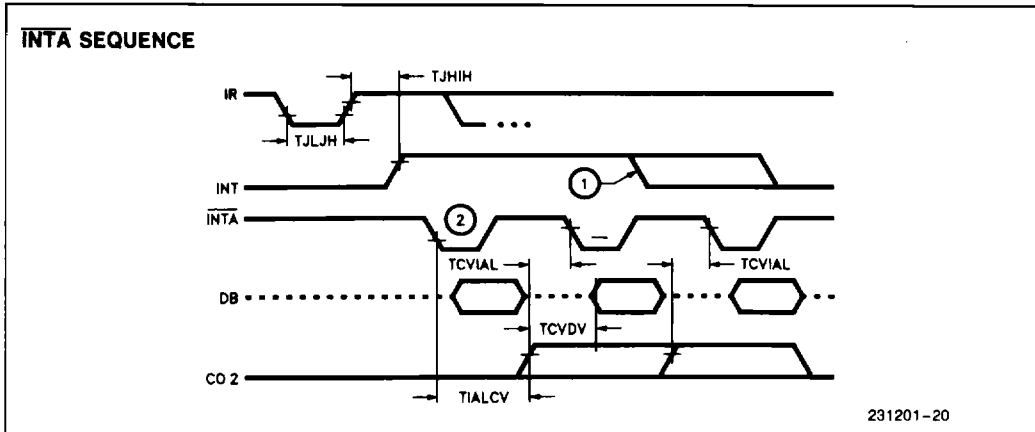 INTA SEQUENCE
TJHIH
IR
TJLJH
...
1
INT
INTA
2
TCVIAL
TCVIAL
DB
TCVDV
CO 2
TIALCV
231201-20